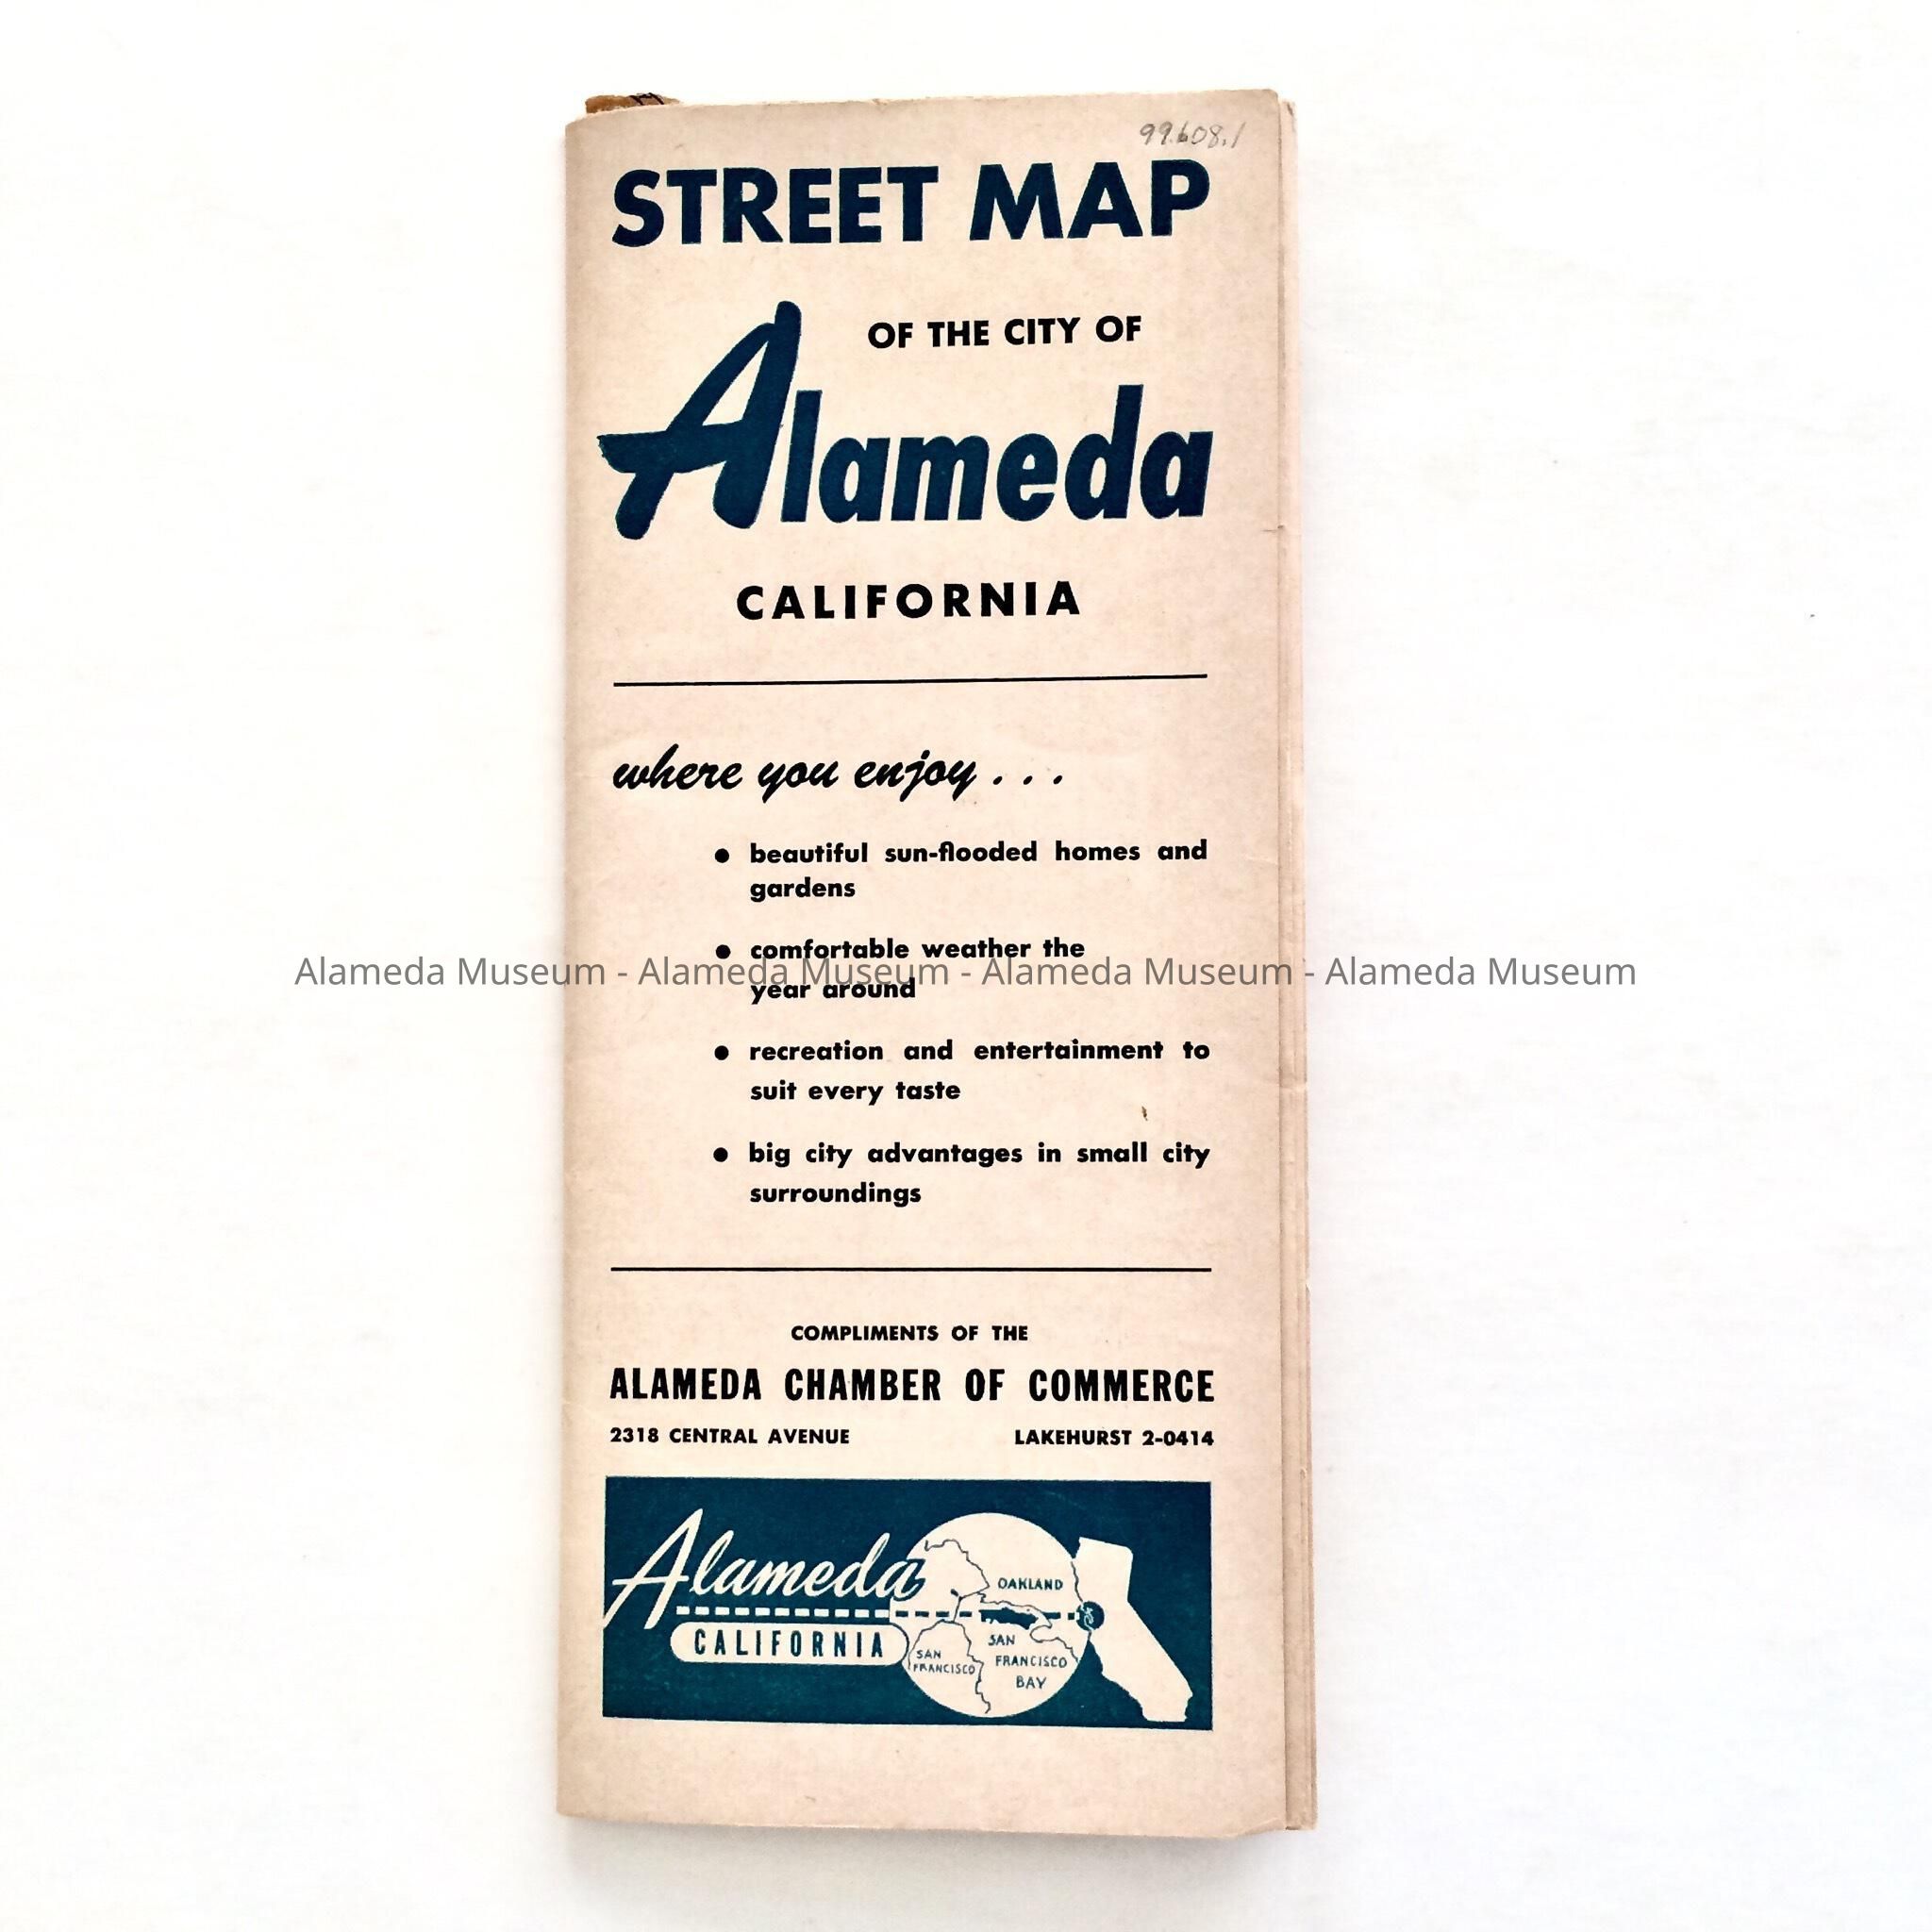 99.608.1
STREET MAP
OF THE CITY OF
Alameda
CALIFORNIA
where you enjoy . . .
● beautiful sun-flooded homes and
gardens
● comfortable weather the
Alameda Museum - Alameda Museum - Alameda Museum - Alameda Museum
year around
● recreation and entertainment to
suit every taste
● big city advantages in small city
surroundings
COMPLIMENTS OF THE
ALAMEDA CHAMBER OF COMMERCE
2318 CENTRAL AVENUE LAKEHURST 2-0414
Alameda
CALIFORNIA
OAKLAND
SAN
FRANCISCO
SAN
FRANCISCO
BAY